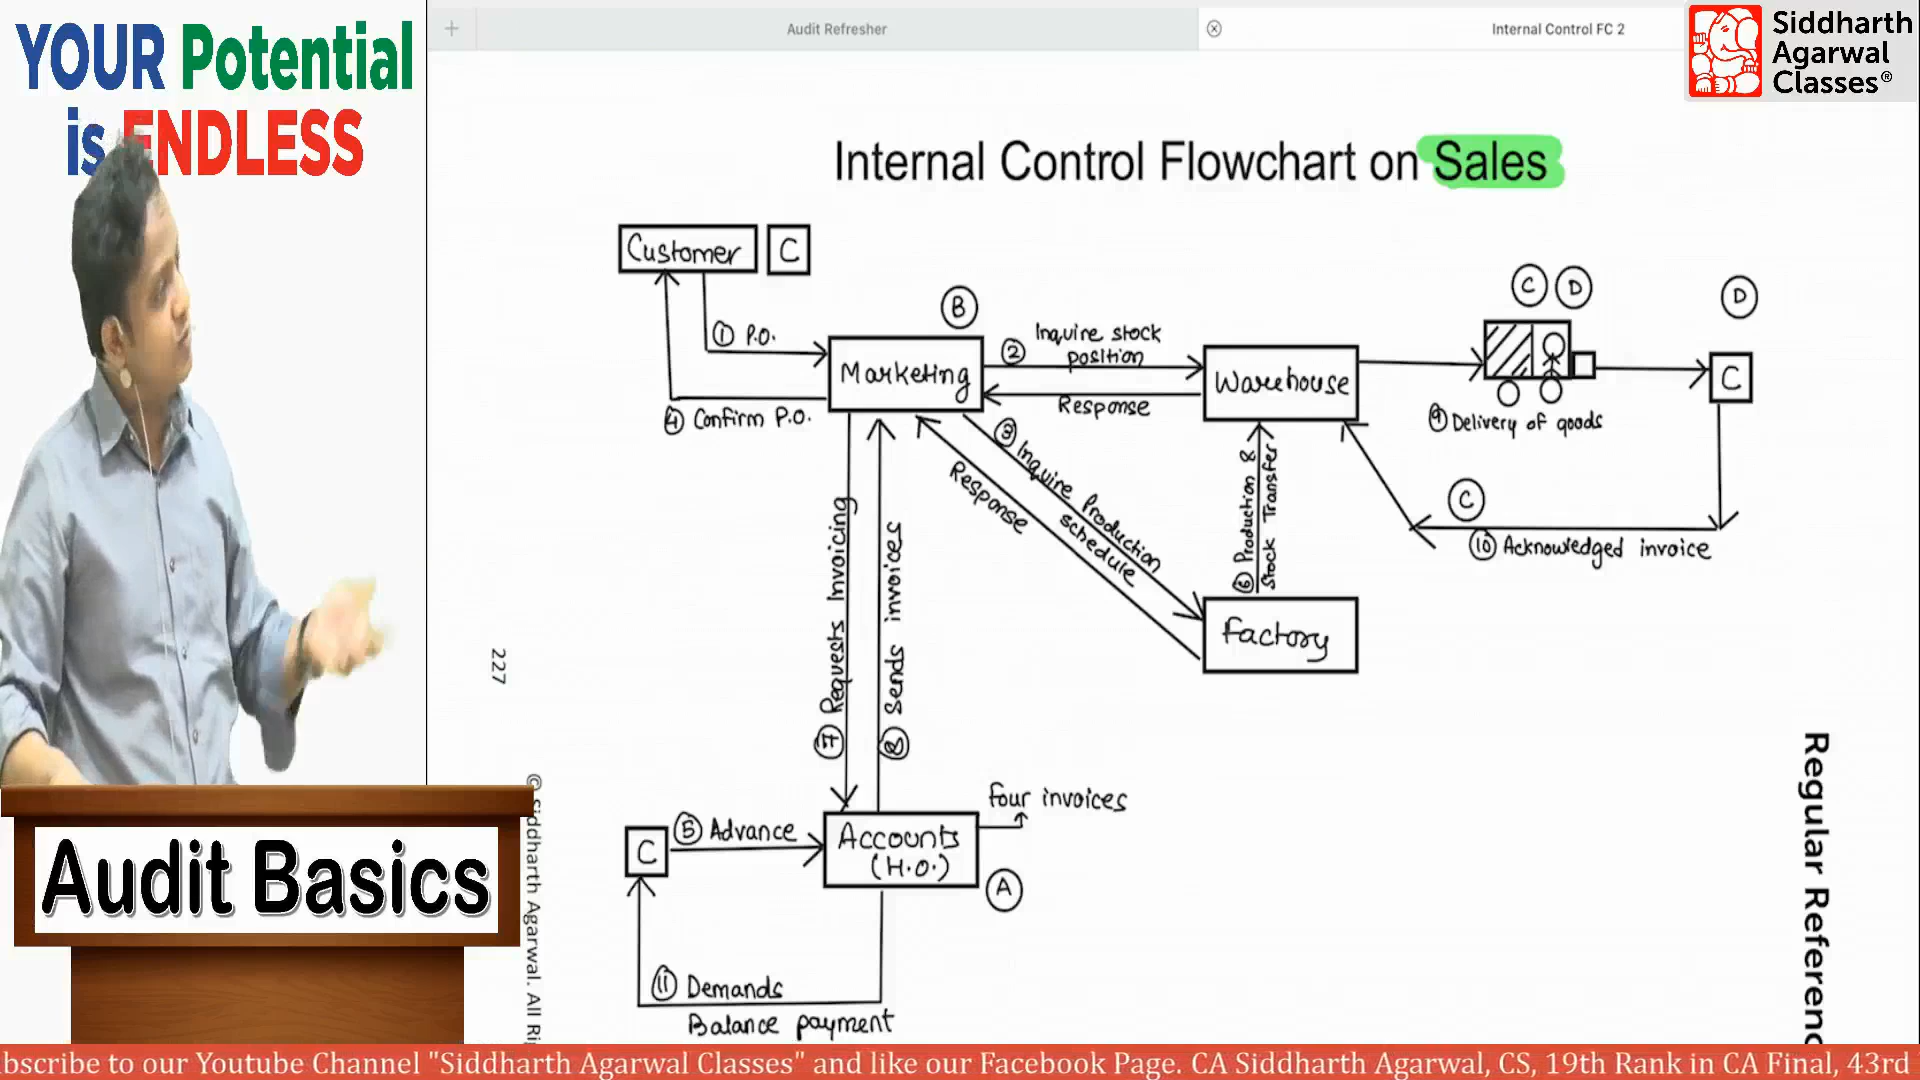 YOUR Potential
is ENDLESS
Audit Refresher
Internal Control FC 2
Siddharth
Agarwal
Classes®
Internal Control Flowchart on Sales
Customer
C
① P.O.
④ Confirm P.O.
B
Marketing
② Inquire stock
position
Response
Warehouse
C D
⑨ Delivery of goods
D
C
C
⑩ Acknowledged invoice
③ Inquire Production
schedule
Response
⑥ Production &
Stock Transfer
Factory
⑦ Requests Invoicing
⑧ Sends invoices
Four invoices
C
⑤ Advance
Accounts
(H.O.)
A
⑪ Demands
Balance payment
227
© Siddharth Agarwal. All Ri
Regular Referenc
Audit Basics
bscribe to our Youtube Channel "Siddharth Agarwal Classes" and like our Facebook Page. CA Siddharth Agarwal, CS, 19th Rank in CA Final, 43rd